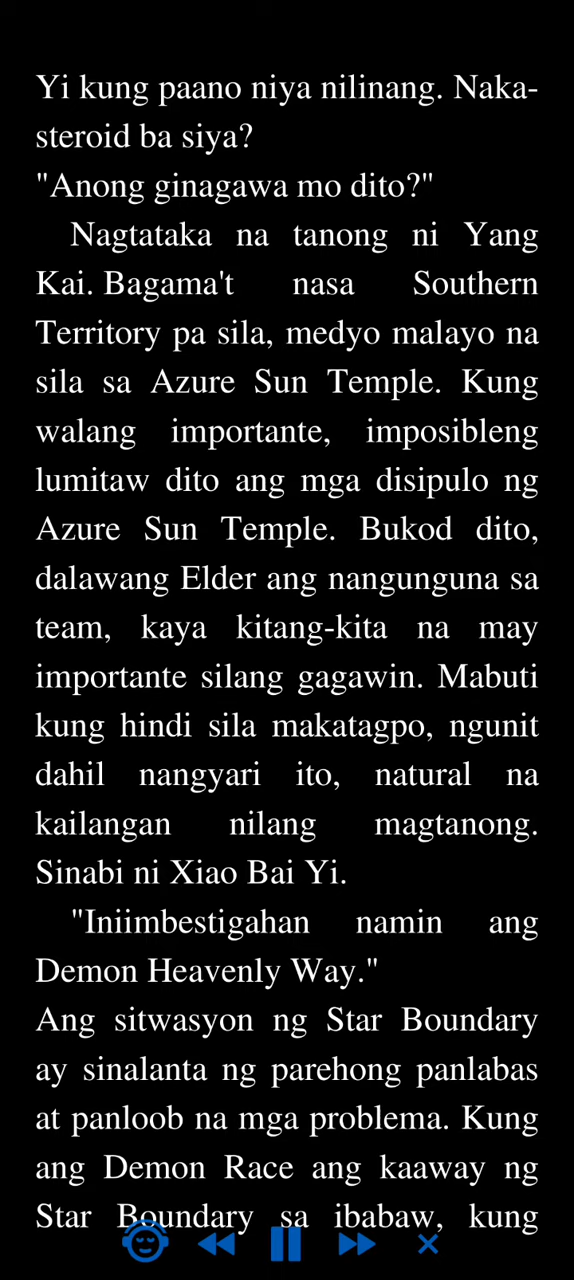 Yi kung paano niya nilinang. Naka-
steroid ba siya?
"Anong ginagawa mo dito?"
Nagtataka na tanong ni Yang
Kai. Bagama't nasa Southern
Territory pa sila, medyo malayo na
sila sa Azure Sun Temple. Kung
walang importante, imposibleng
lumitaw dito ang mga disipulo ng
Azure Sun Temple. Bukod dito,
dalawang Elder ang nangunguna sa
team, kaya kitang-kita na may
importante silang gagawin. Mabuti
kung hindi sila makatagpo, ngunit
dahil nangyari ito, natural na
kailangan nilang magtanong.
Sinabi ni Xiao Bai Yi.
"Iniimbestigahan namin ang
Demon Heavenly Way."
Ang sitwasyon ng Star Boundary
ay sinalanta ng parehong panlabas
at panloob na mga problema. Kung
ang Demon Race ang kaaway ng
Star Boundary sa ibabaw, kung